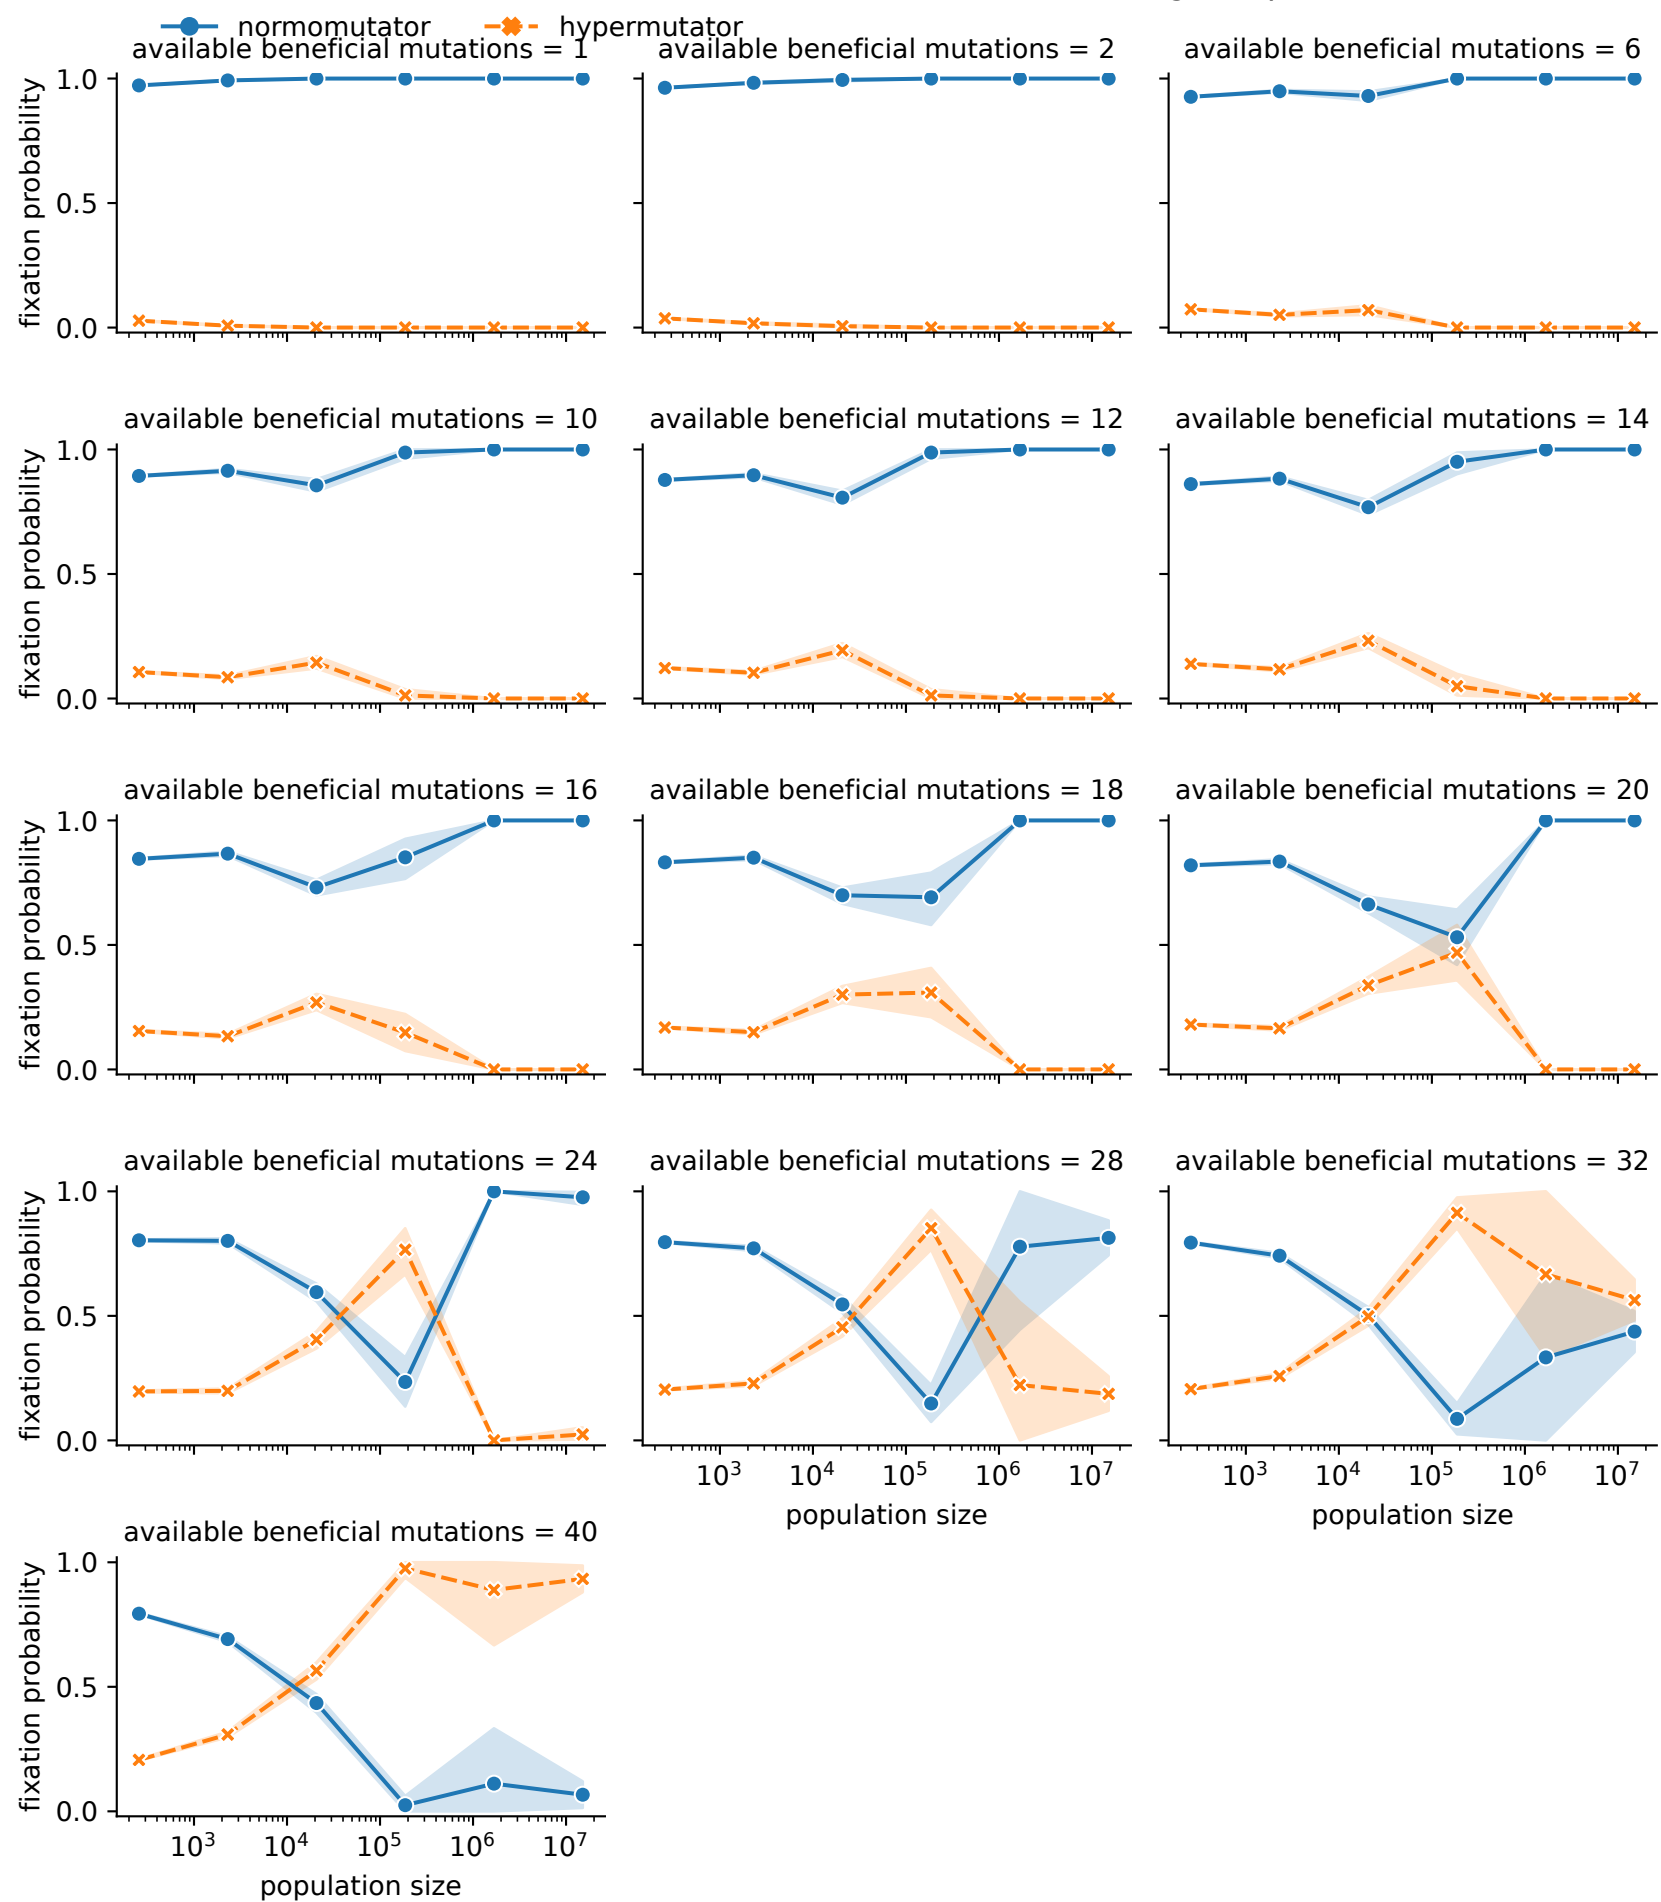 normomutator hypermutator
available beneficial mutations = 1 available beneficial mutations = 2 available beneficial mutations = 6
fixation probability
1.0
0.5
0.0
available beneficial mutations = 10 available beneficial mutations = 12 available beneficial mutations = 14
fixation probability
1.0
0.5
0.0
available beneficial mutations = 16 available beneficial mutations = 18 available beneficial mutations = 20
fixation probability
1.0
0.5
0.0
available beneficial mutations = 24 available beneficial mutations = 28 available beneficial mutations = 32
fixation probability
1.0
0.5
0.0
10³ 10⁴ 10⁵ 10⁶ 10⁷ 10³ 10⁴ 10⁵ 10⁶ 10⁷
population size population size
available beneficial mutations = 40
fixation probability
1.0
0.5
0.0
10³ 10⁴ 10⁵ 10⁶ 10⁷
population size